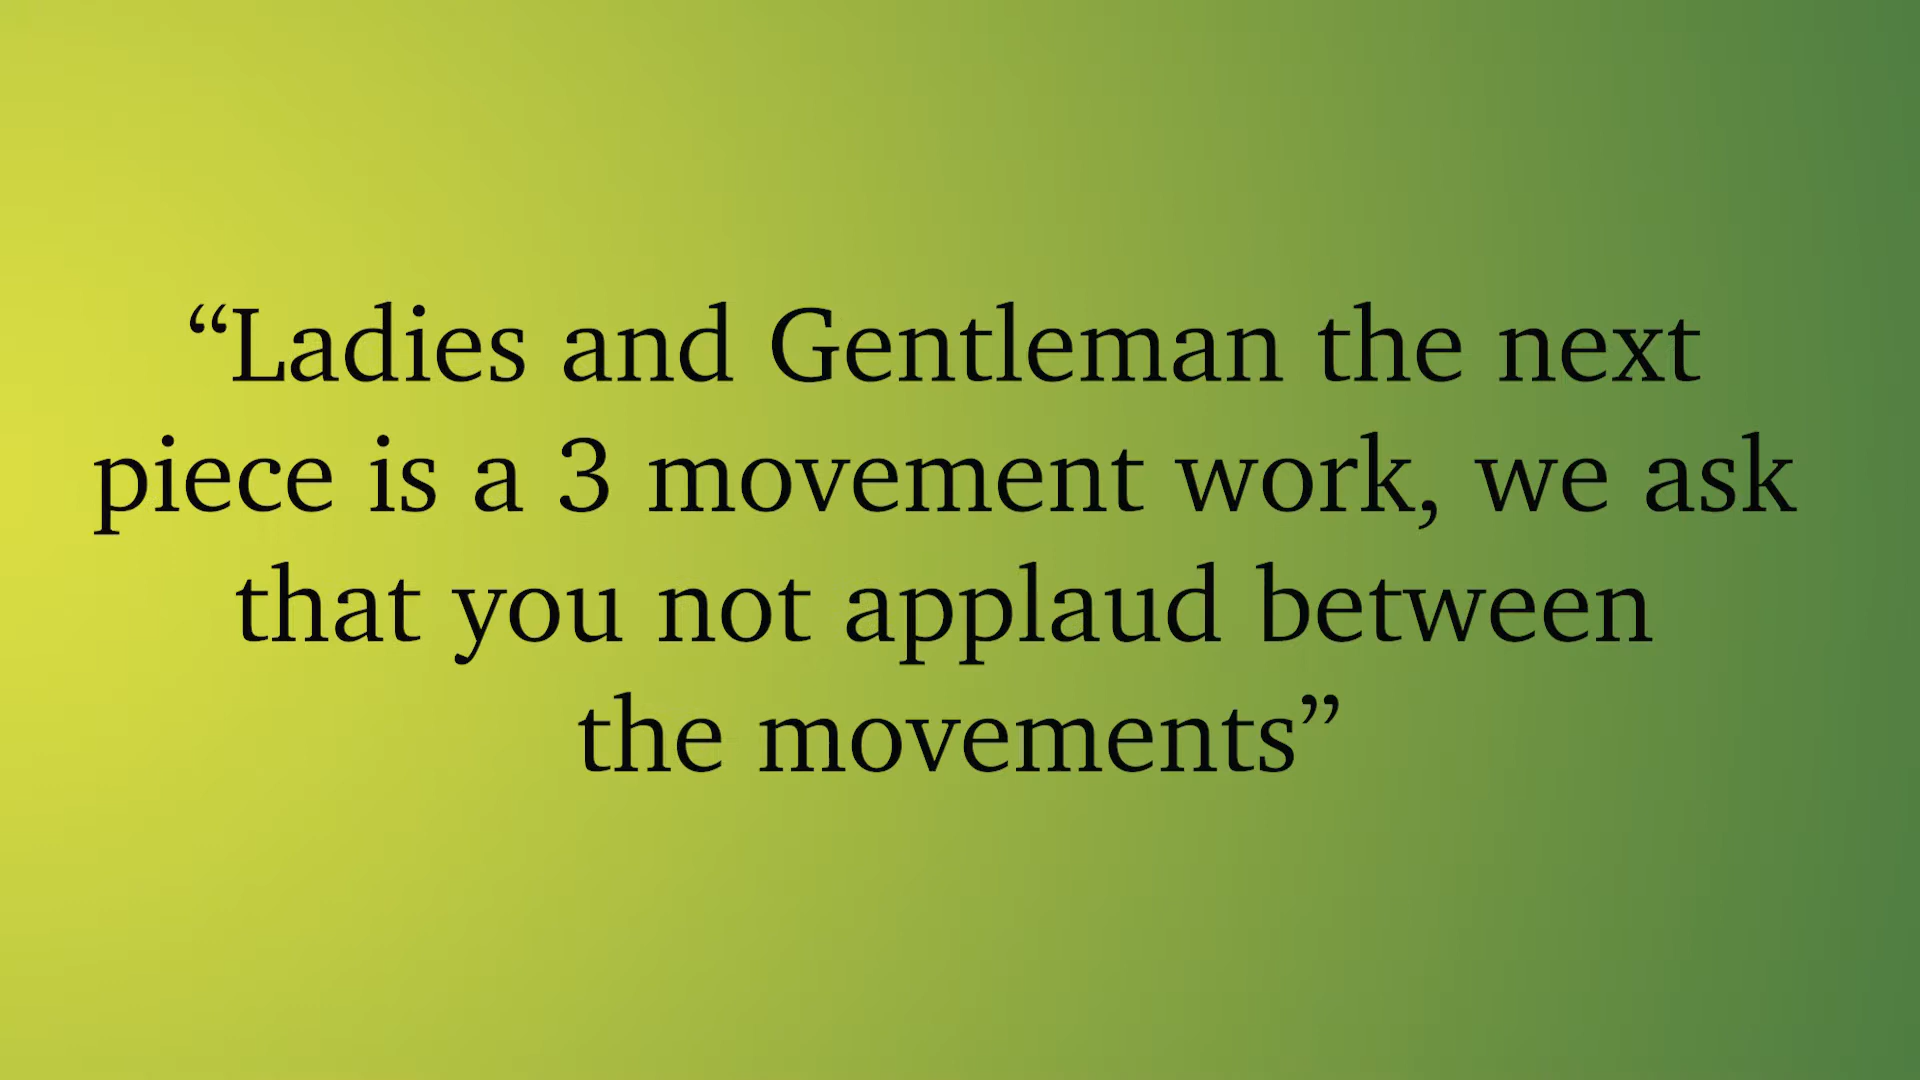 “Ladies and Gentleman the next
piece is a 3 movement work, we ask
that you not applaud between
the movements”